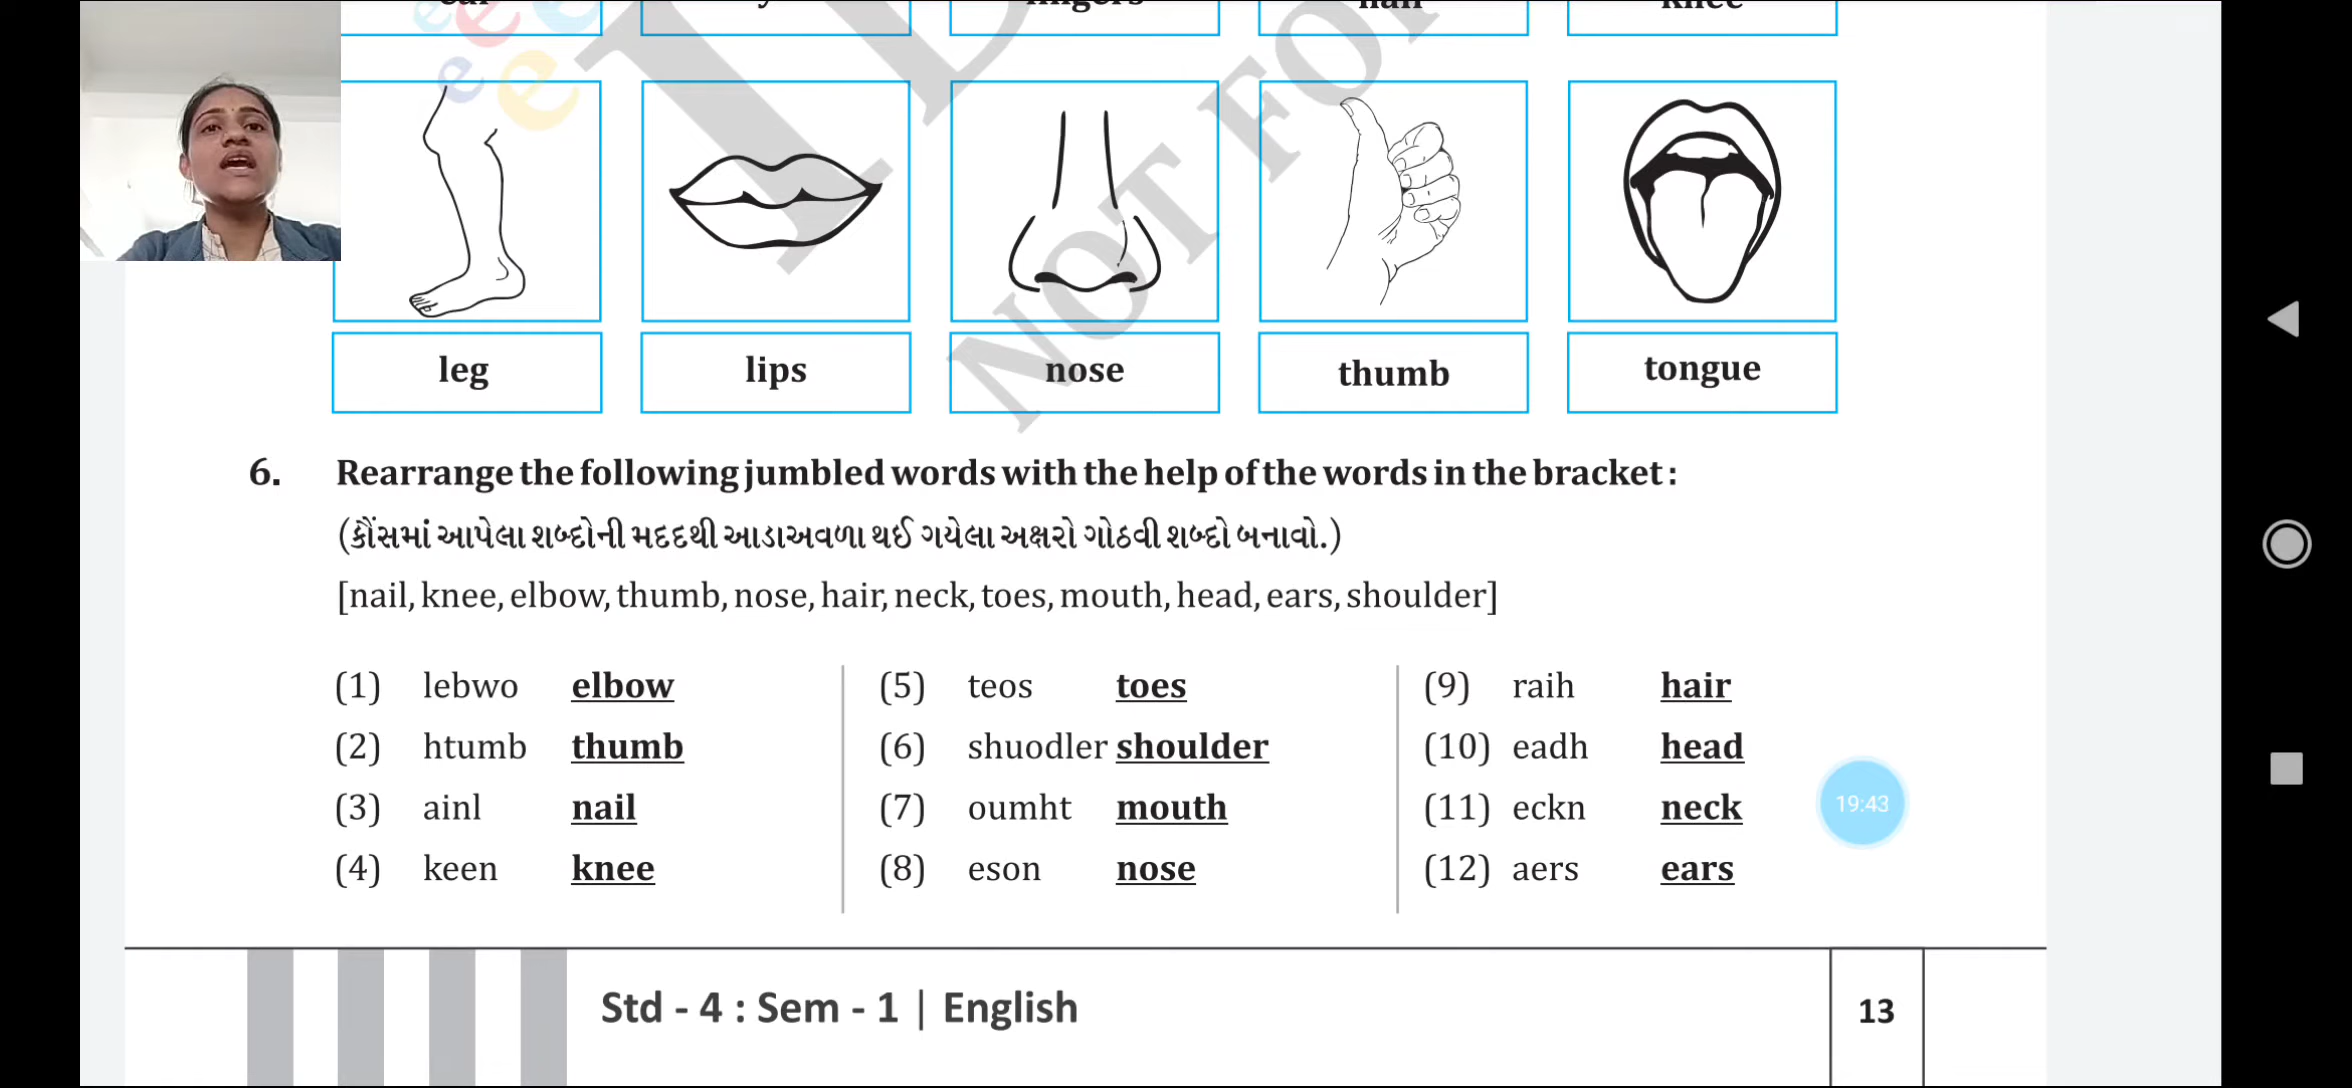 leg
lips
nose
thumb
tongue
NOT FOR
6. Rearrange the following jumbled words with the help of the words in the bracket :
(કૌંસમાં આપેલા શબ્દોની મદદથી આડાઅવળા થઈ ગયેલા અક્ષરો ગોઠવી શબ્દો બનાવો.)
[nail, knee, elbow, thumb, nose, hair, neck, toes, mouth, head, ears, shoulder]
(1) lebwo elbow
(2) htumb thumb
(3) ainl nail
(4) keen knee
(5) teos toes
(6) shuodler shoulder
(7) oumht mouth
(8) eson nose
(9) raih hair
(10) eadh head
(11) eckn neck
(12) aers ears
19:43
Std - 4 : Sem - 1 | English
13